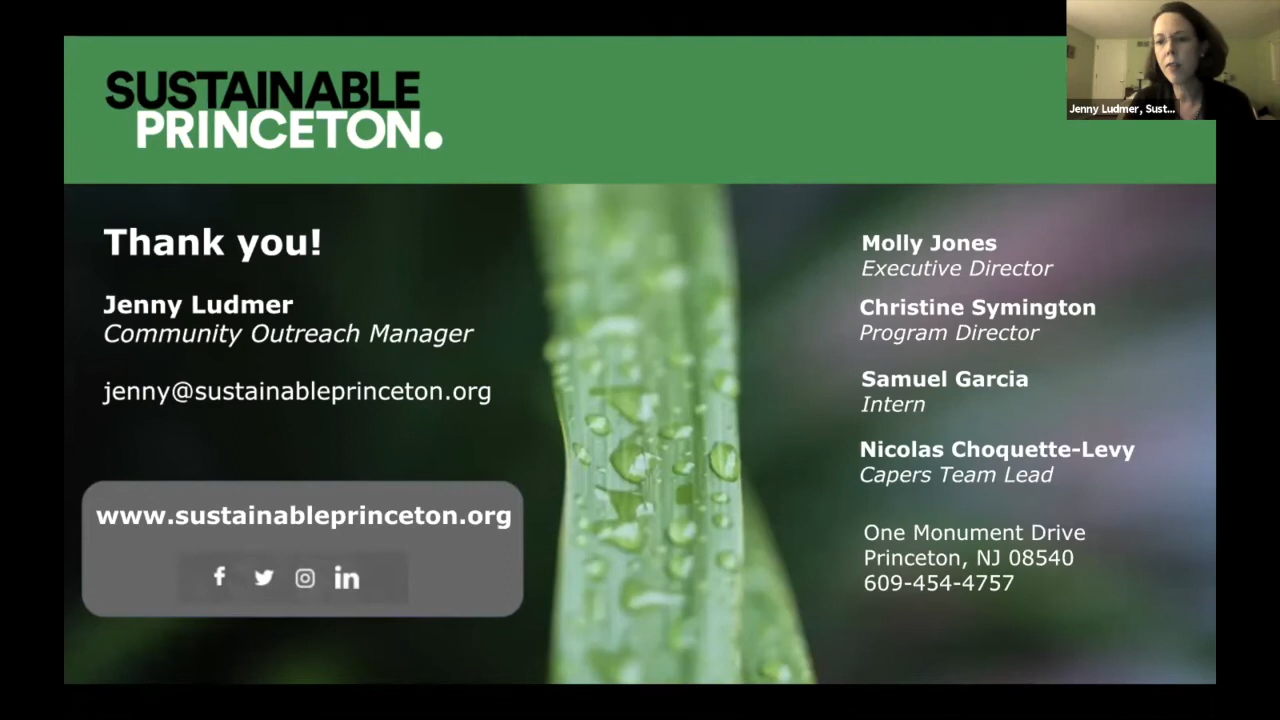 SUSTAINABLE
PRINCETON.
Jenny Ludmer, Sust...
Thank you!
Jenny Ludmer
Community Outreach Manager
jenny@sustainableprinceton.org
www.sustainableprinceton.org
f
in
Molly Jones
Executive Director
Christine Symington
Program Director
Samuel Garcia
Intern
Nicolas Choquette-Levy
Capers Team Lead
One Monument Drive
Princeton, NJ 08540
609-454-4757